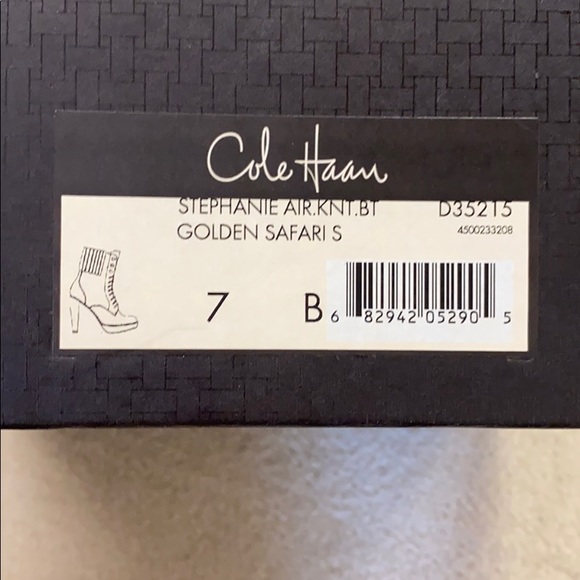 Cole Haan
STEPHANIE AIR.KNT.BT D35215
GOLDEN SAFARI S 4500233208
7 B
6 82942 05290 5